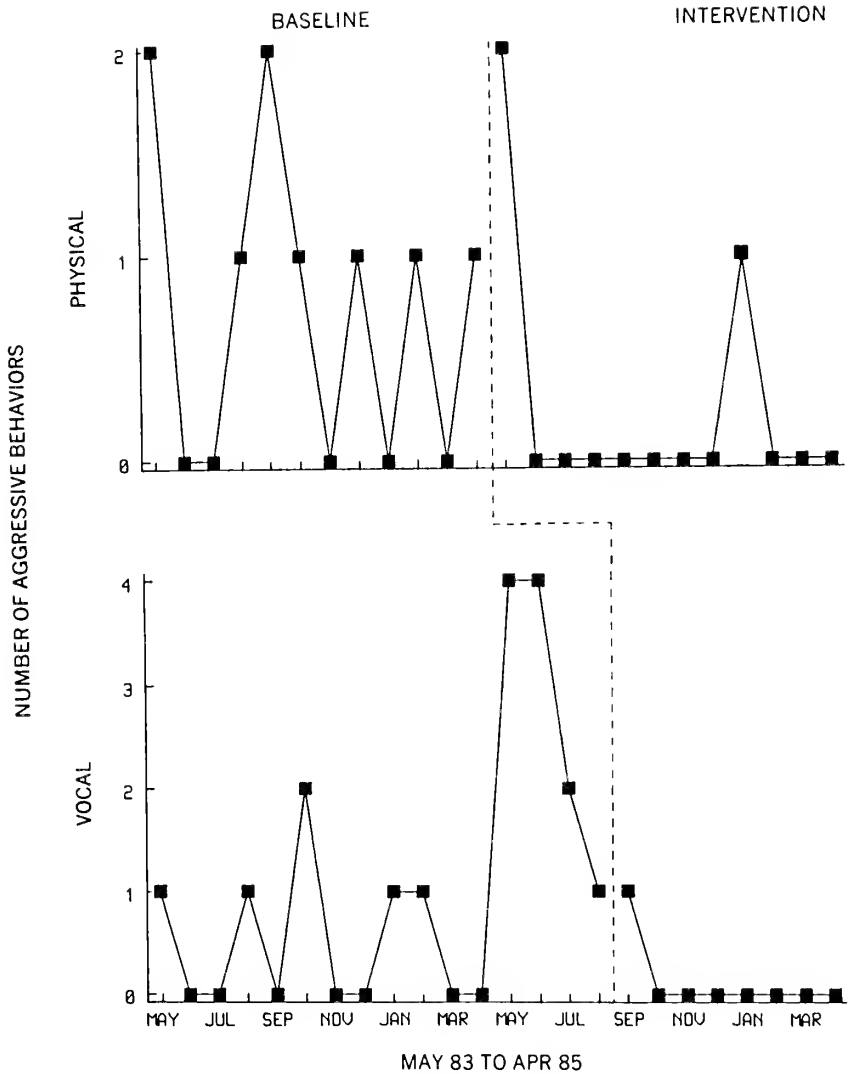 BASELINE INTERVENTION
NUMBER OF AGGRESSIVE BEHAVIORS
PHYSICAL
2
1
0
VOCAL
4
3
2
1
0
MAY JUL SEP NOV JAN MAR MAY JUL SEP NOV JAN MAR
MAY 83 TO APR 85